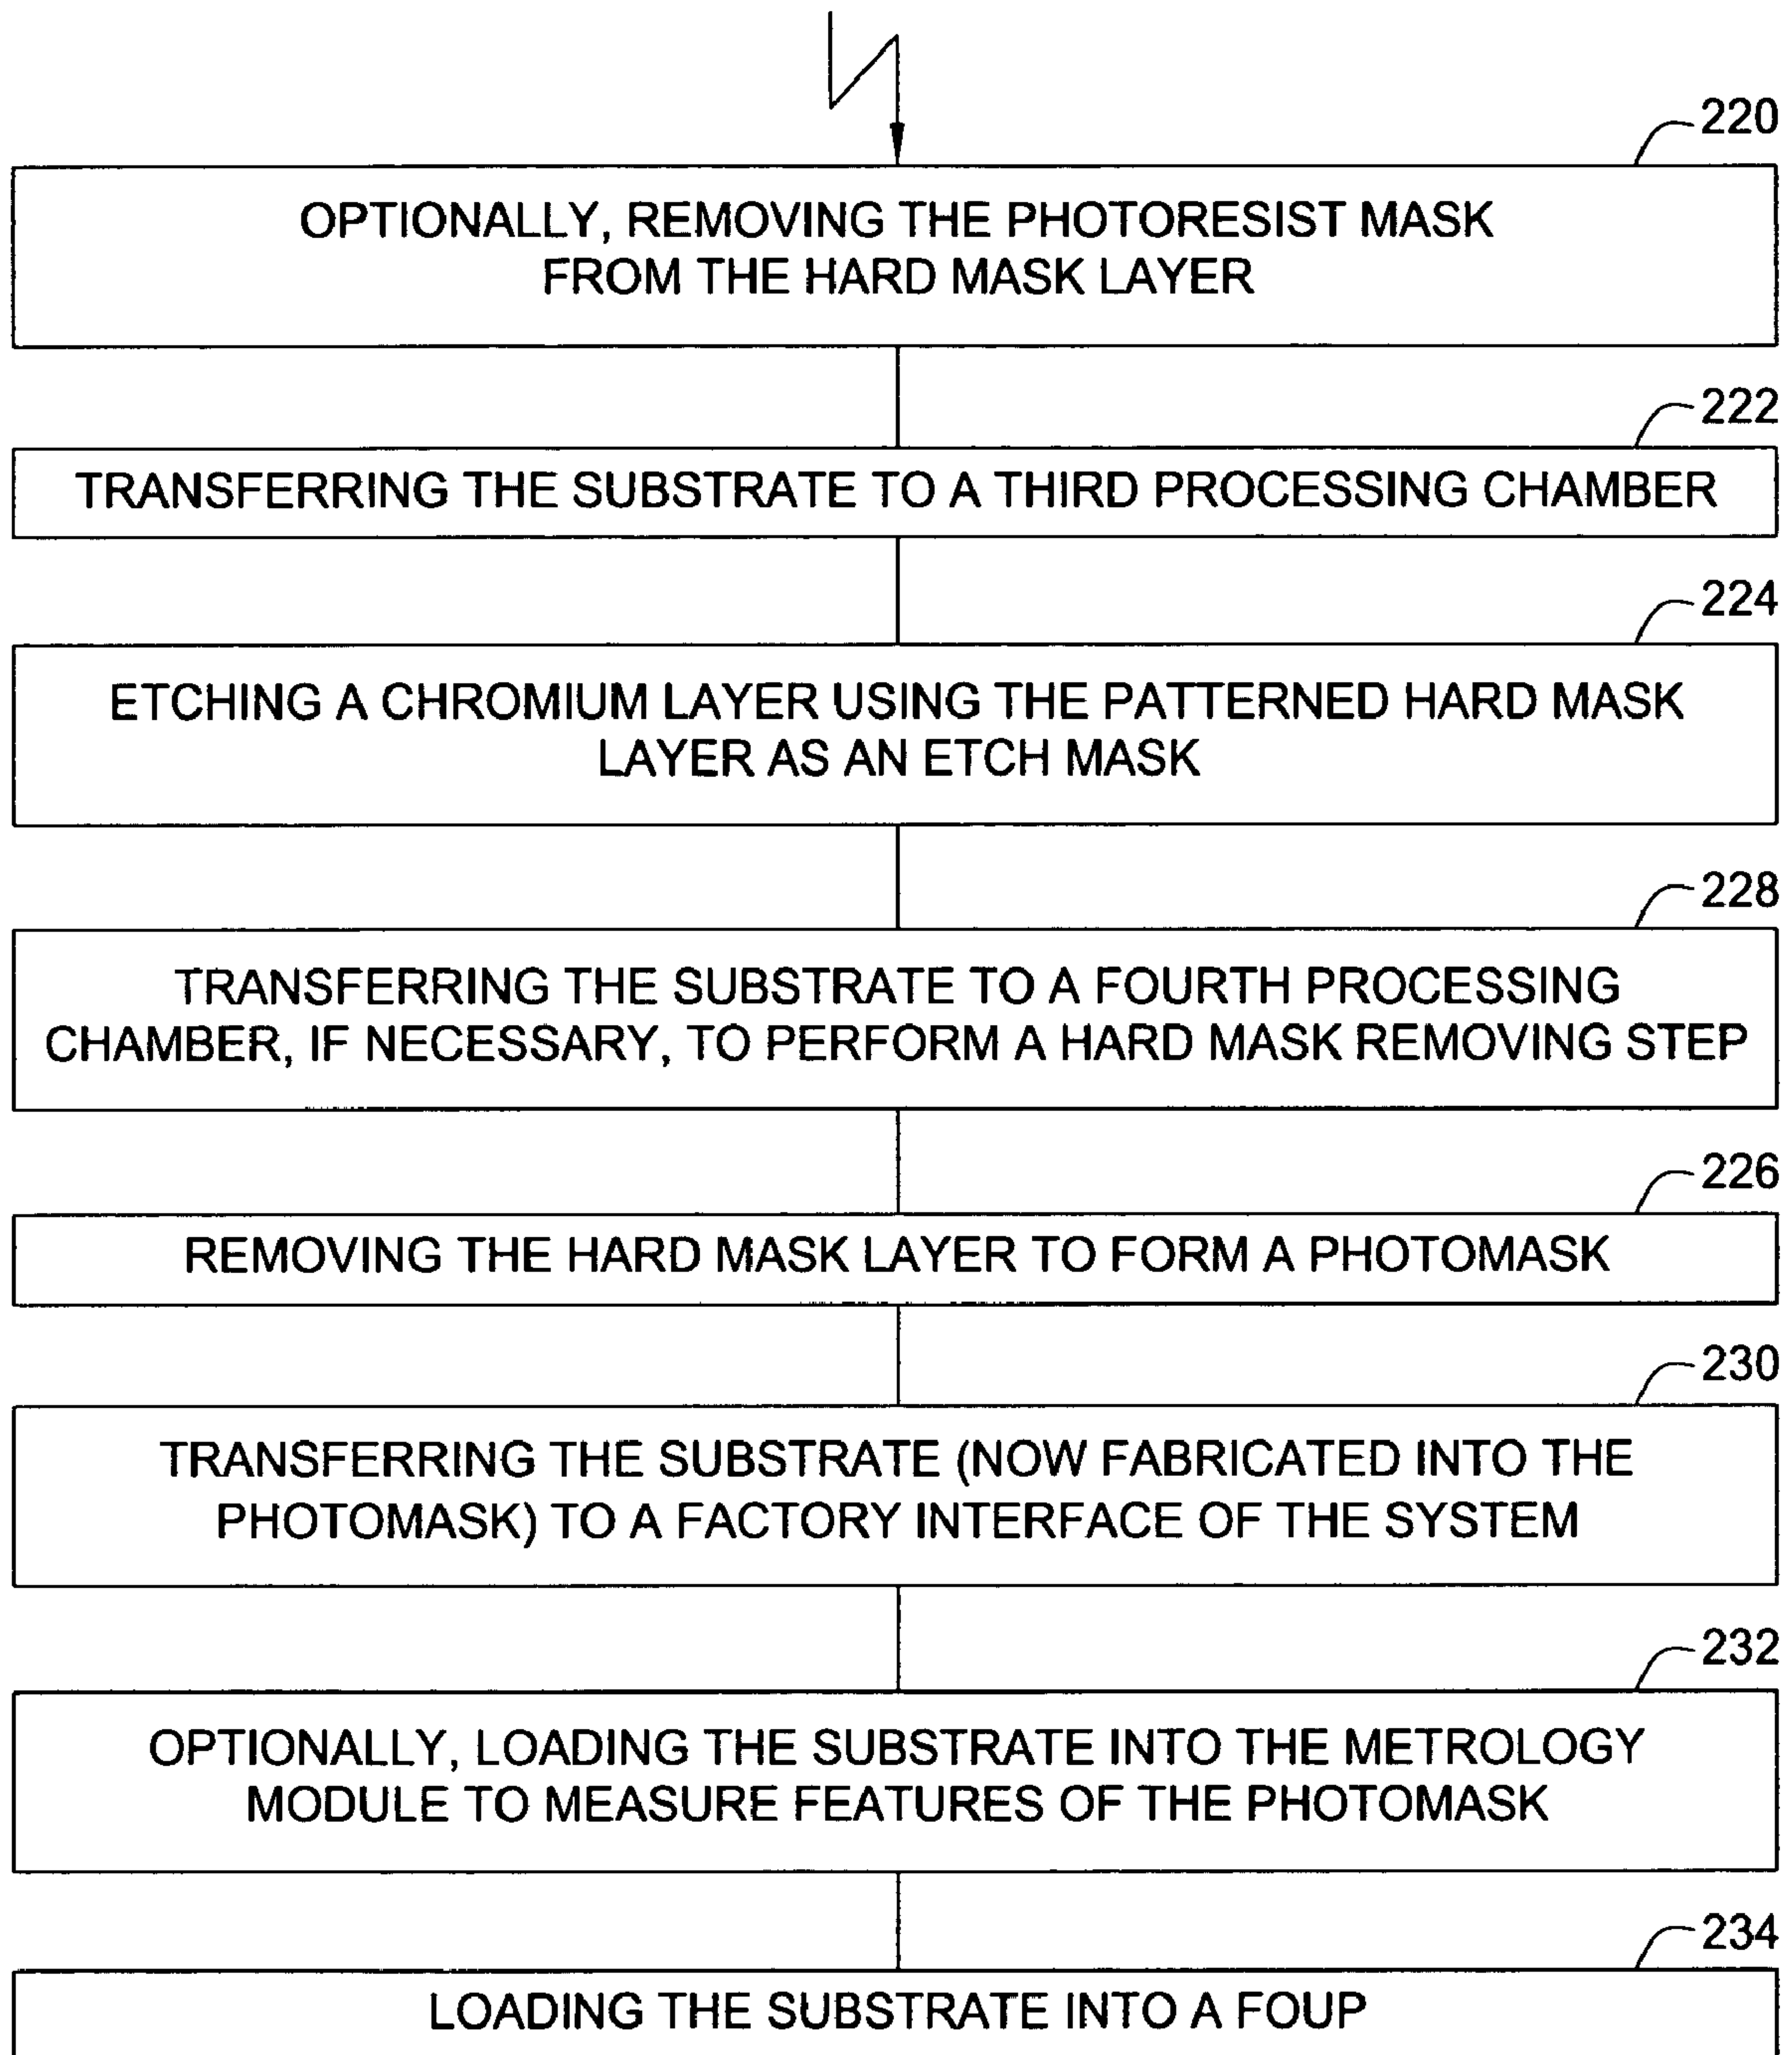 220
OPTIONALLY, REMOVING THE PHOTORESIST MASK
FROM THE HARD MASK LAYER
222
TRANSFERRING THE SUBSTRATE TO A THIRD PROCESSING CHAMBER
224
ETCHING A CHROMIUM LAYER USING THE PATTERNED HARD MASK
LAYER AS AN ETCH MASK
228
TRANSFERRING THE SUBSTRATE TO A FOURTH PROCESSING
CHAMBER, IF NECESSARY, TO PERFORM A HARD MASK REMOVING STEP
226
REMOVING THE HARD MASK LAYER TO FORM A PHOTOMASK
230
TRANSFERRING THE SUBSTRATE (NOW FABRICATED INTO THE
PHOTOMASK) TO A FACTORY INTERFACE OF THE SYSTEM
232
OPTIONALLY, LOADING THE SUBSTRATE INTO THE METROLOGY
MODULE TO MEASURE FEATURES OF THE PHOTOMASK
234
LOADING THE SUBSTRATE INTO A FOUP